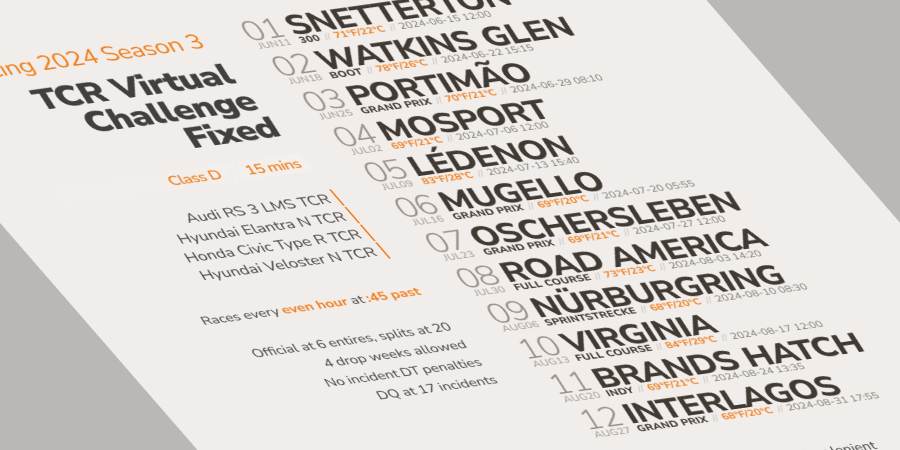 ing 2024 Season 3
TCR Virtual
Challenge
Fixed
Class D // 15 mins
Audi RS 3 LMS TCR
Hyundai Elantra N TCR
Honda Civic Type R TCR
Hyundai Veloster N TCR
Races every even hour at :45 past
Official at 6 entires, splits at 20
4 drop weeks allowed
No incident DT penalties
DQ at 17 incidents
01 SNETTERTON
JUN11 300 // 71°F/22°C // 2024-06-15 12:00
02 WATKINS GLEN
JUN18 BOOT // 78°F/26°C // 2024-06-22 15:15
03 PORTIMÃO
JUN25 GRAND PRIX // 70°F/21°C // 2024-06-29 08:10
04 MOSPORT
JUL02 69°F/21°C // 2024-07-06 12:00
05 LÉDENON
JUL09 83°F/28°C // 2024-07-13 15:40
06 MUGELLO
JUL16 GRAND PRIX // 69°F/20°C // 2024-07-20 05:55
07 OSCHERSLEBEN
JUL23 GRAND PRIX // 69°F/21°C // 2024-07-27 12:00
08 ROAD AMERICA
JUL30 FULL COURSE // 73°F/23°C // 2024-08-03 14:20
09 NÜRBURGRING
AUG06 SPRINTSTRECKE // 68°F/20°C // 2024-08-10 08:30
10 VIRGINIA
AUG13 FULL COURSE // 84°F/29°C // 2024-08-17 12:00
11 BRANDS HATCH
AUG20 INDY // 69°F/21°C // 2024-08-24 13:35
12 INTERLAGOS
AUG27 GRAND PRIX // 68°F/20°C // 2024-08-31 17:55